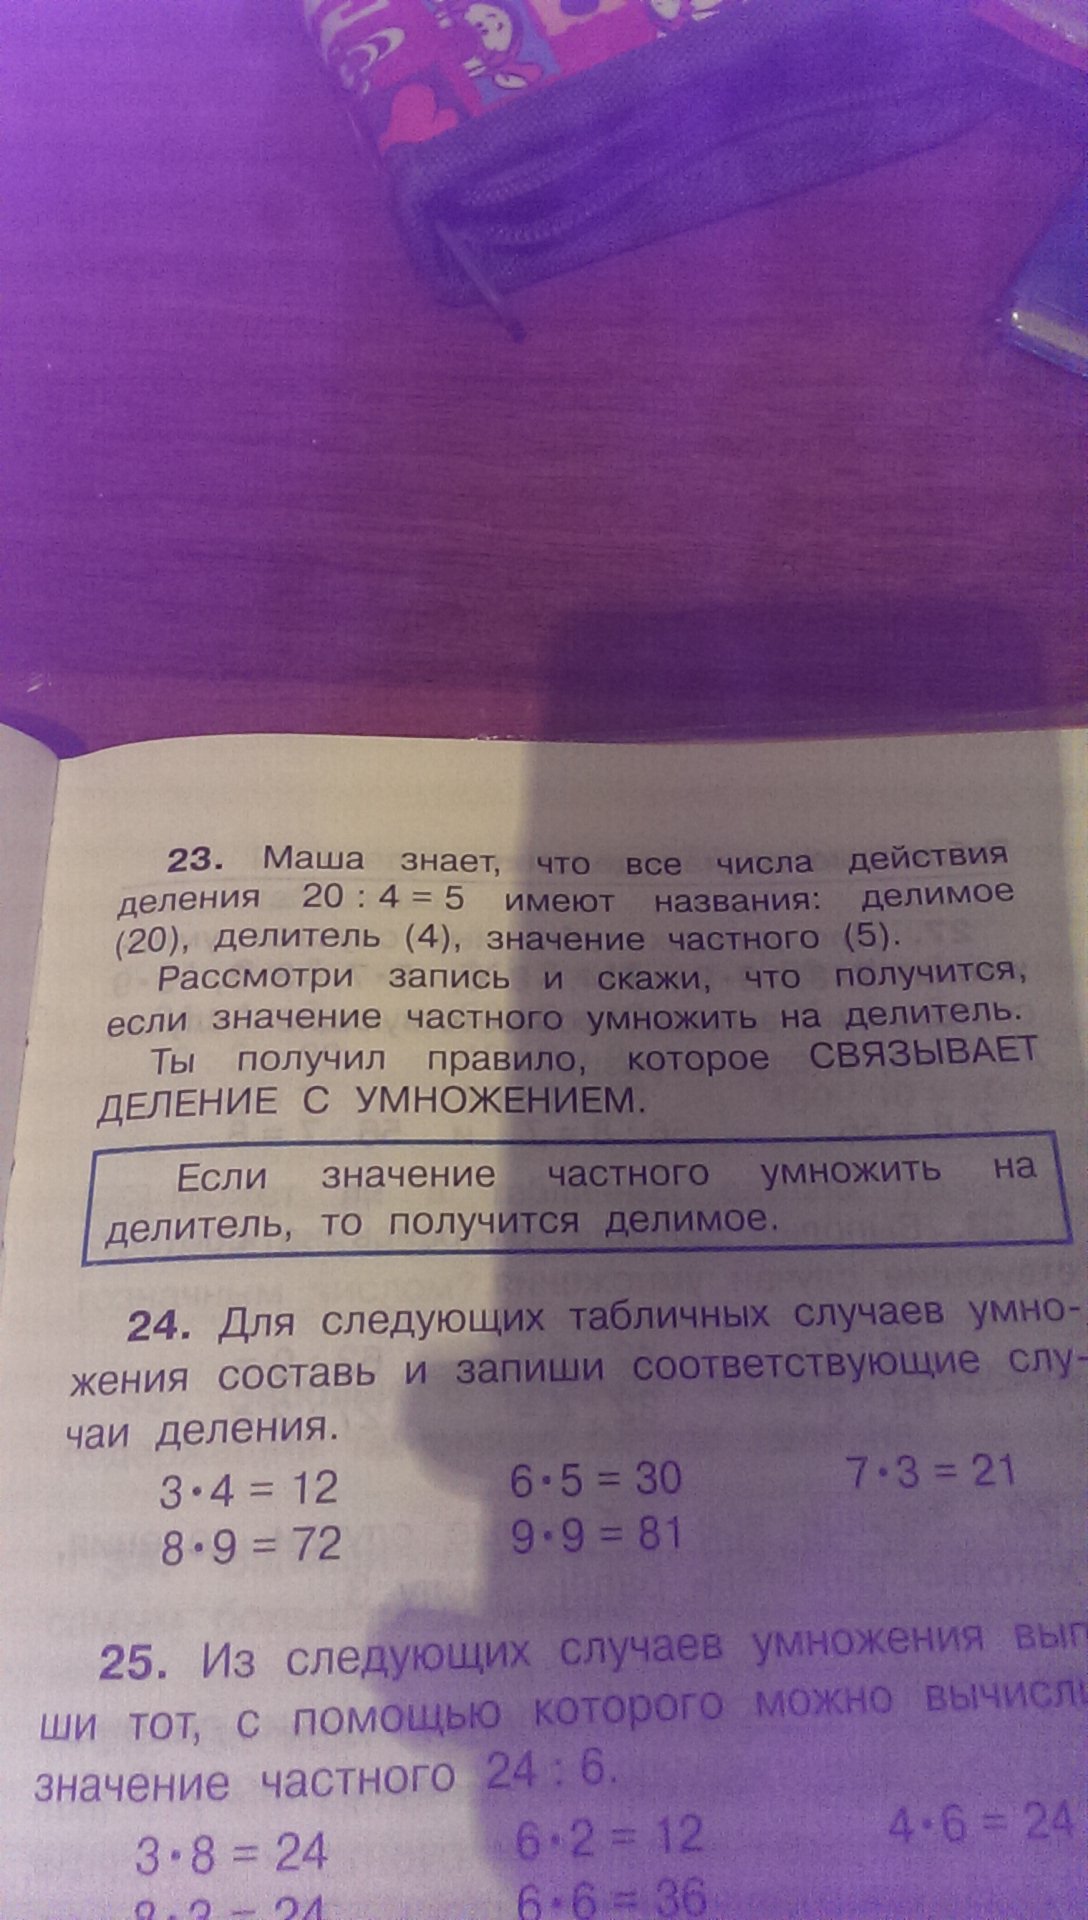 23. Маша знает, что все числа действия
деления 20 : 4 = 5 имеют названия: делимое
(20), делитель (4), значение частного (5).
Рассмотри запись и скажи, что получится,
если значение частного умножить на делитель.
Ты получил правило, которое СВЯЗЫВАЕТ
ДЕЛЕНИЕ С УМНОЖЕНИЕМ.
Если значение частного умножить на
делитель, то получится делимое.
24. Для следующих табличных случаев умно-
жения составь и запиши соответствующие слу-
чаи деления.
3·4 = 12 6·5 = 30 7·3 = 21
8·9 = 72 9·9 = 81
25. Из следующих случаев умножения вып
ши тот, с помощью которого можно вычисли
значение частного 24 : 6.
3·8 = 24 6·2 = 12 4·6 = 24
8·3 = 24 6·6 = 36